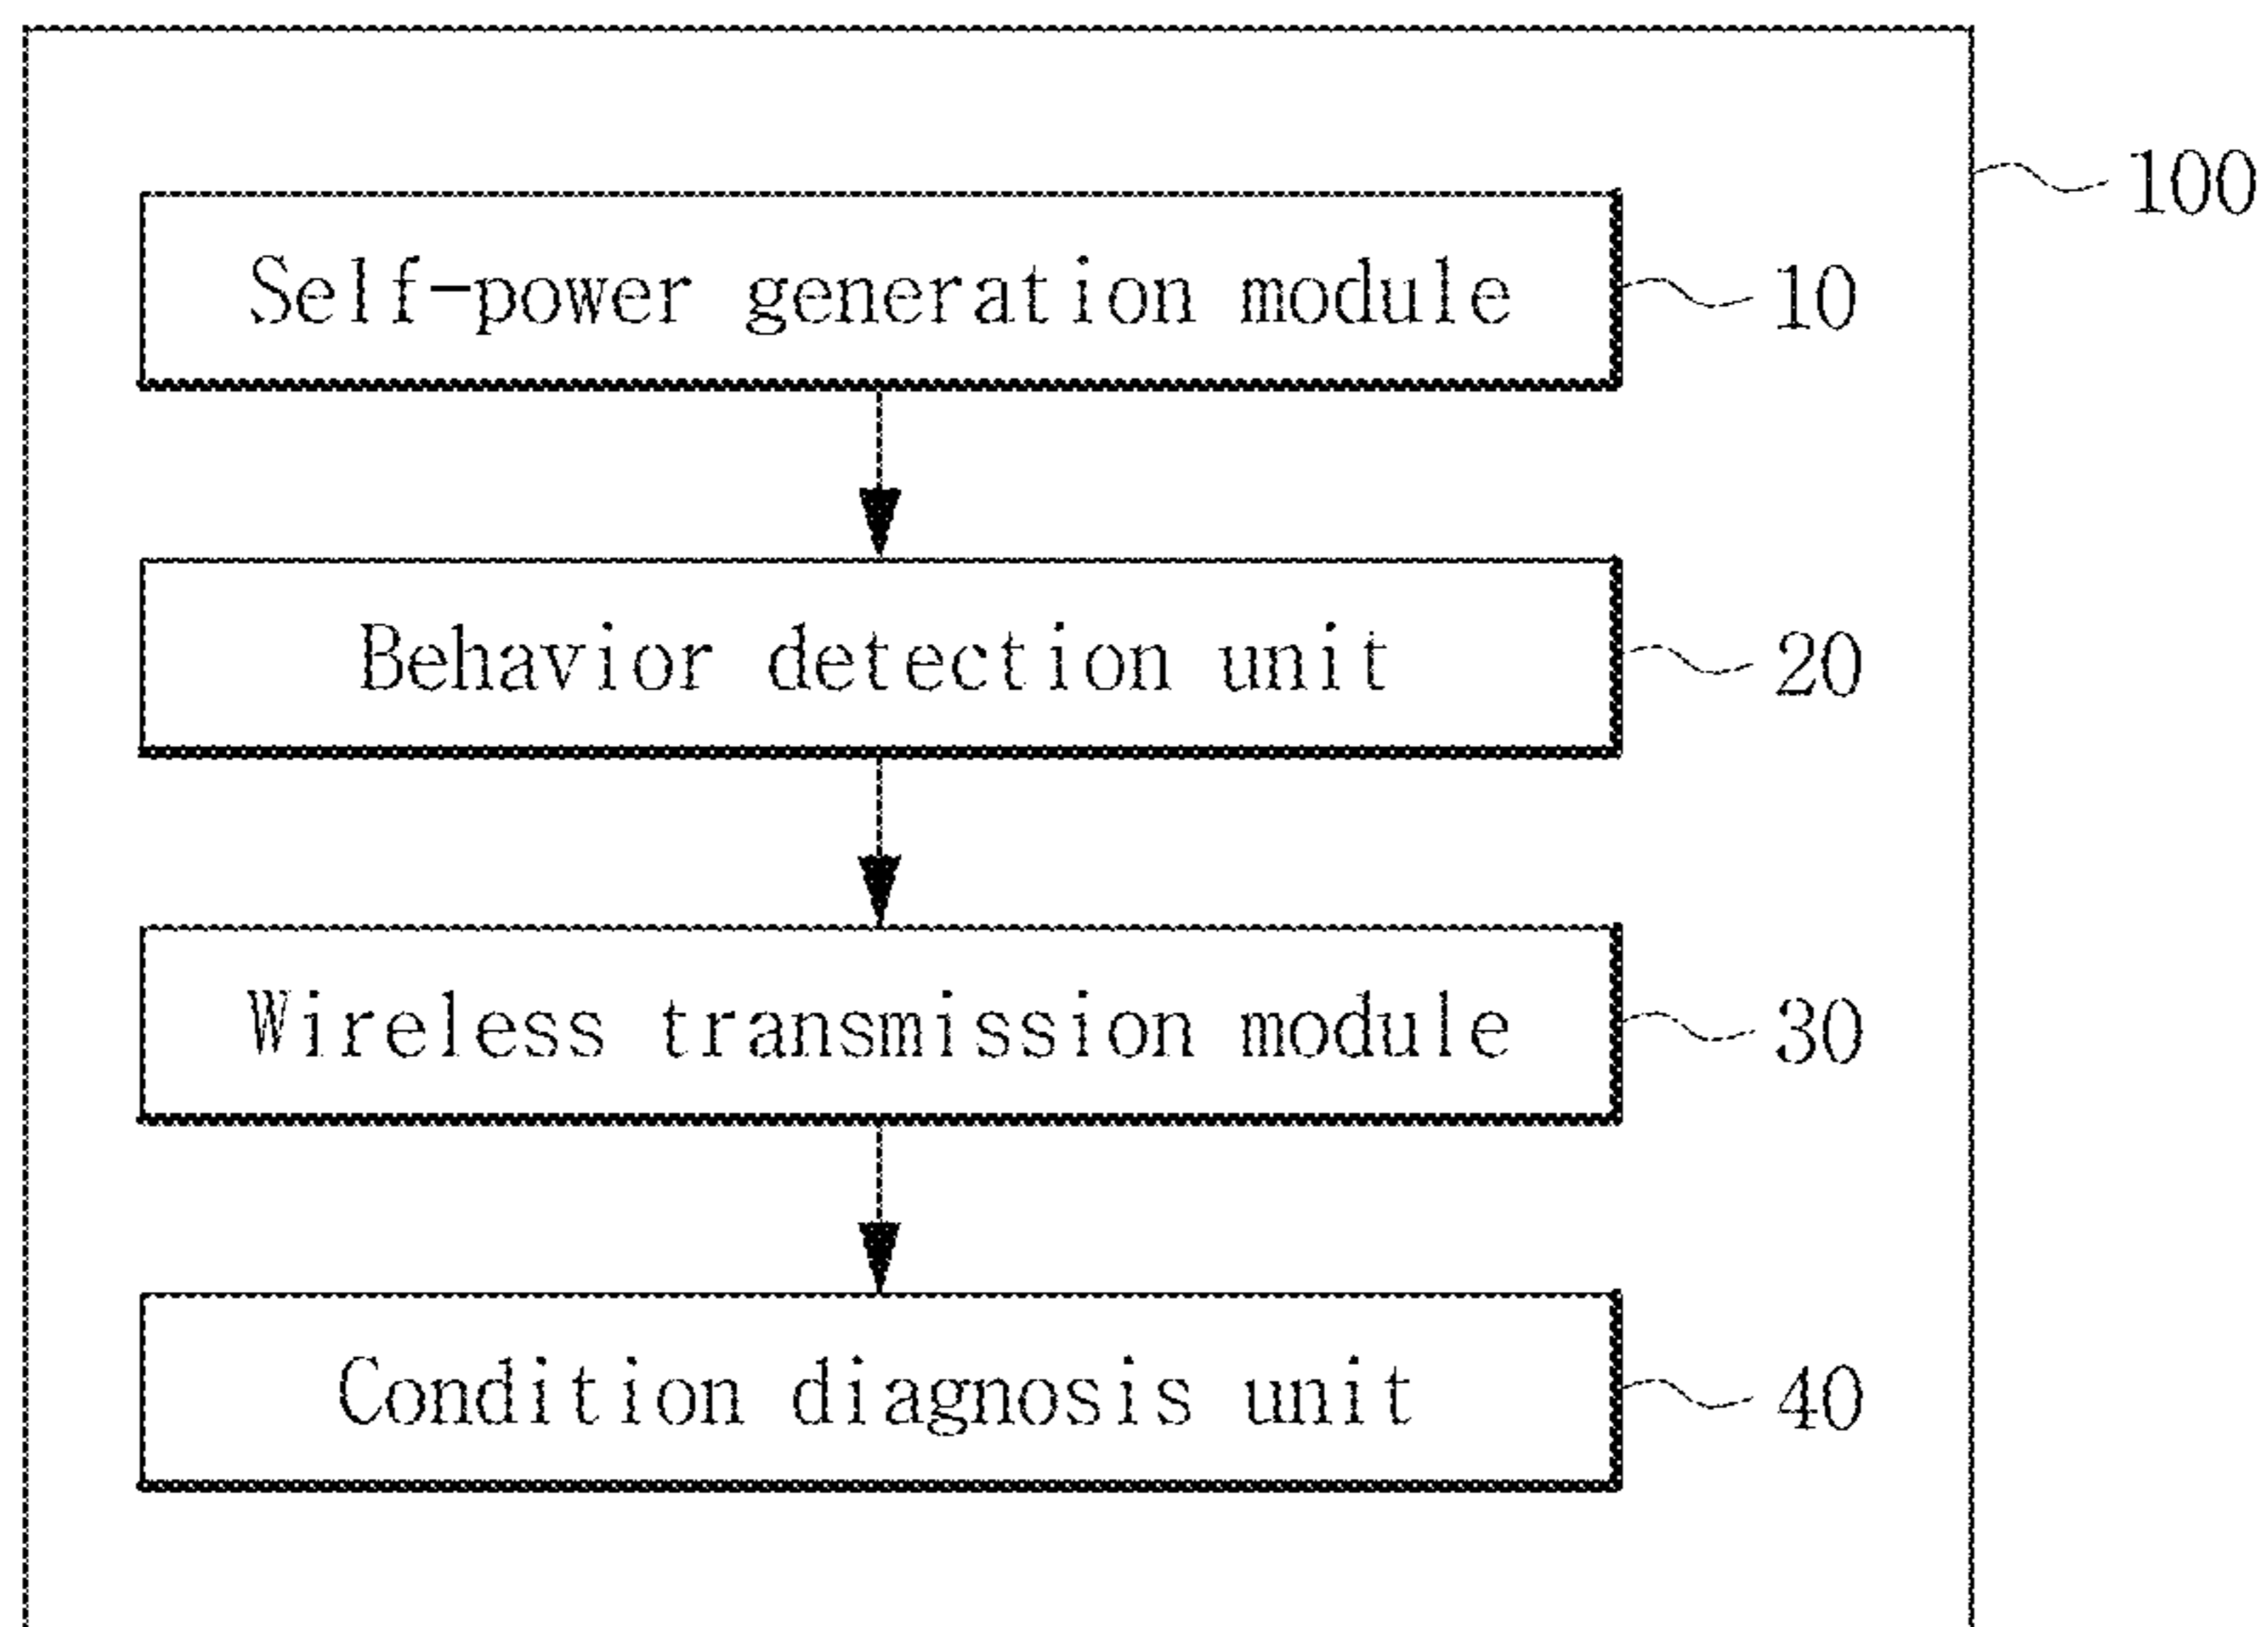 100
Self-power generation module 10
Behavior detection unit 20
Wireless transmission module 30
Condition diagnosis unit 40